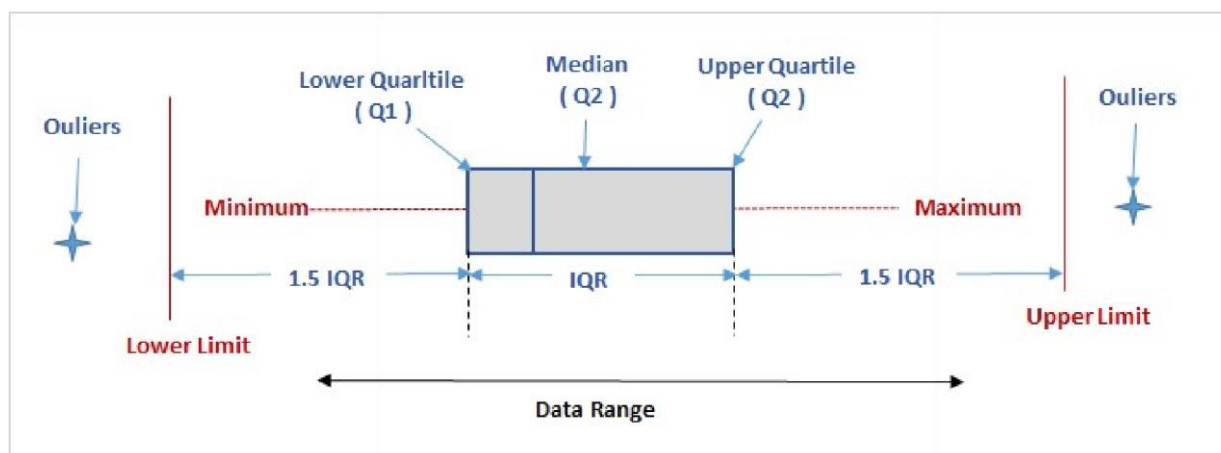 Lower Quarltile
( Q1 )
Median
( Q2 )
Upper Quartile
( Q2 )
Ouliers
Ouliers
Minimum
Maximum
1.5 IQR
IQR
1.5 IQR
Lower Limit
Upper Limit
Data Range